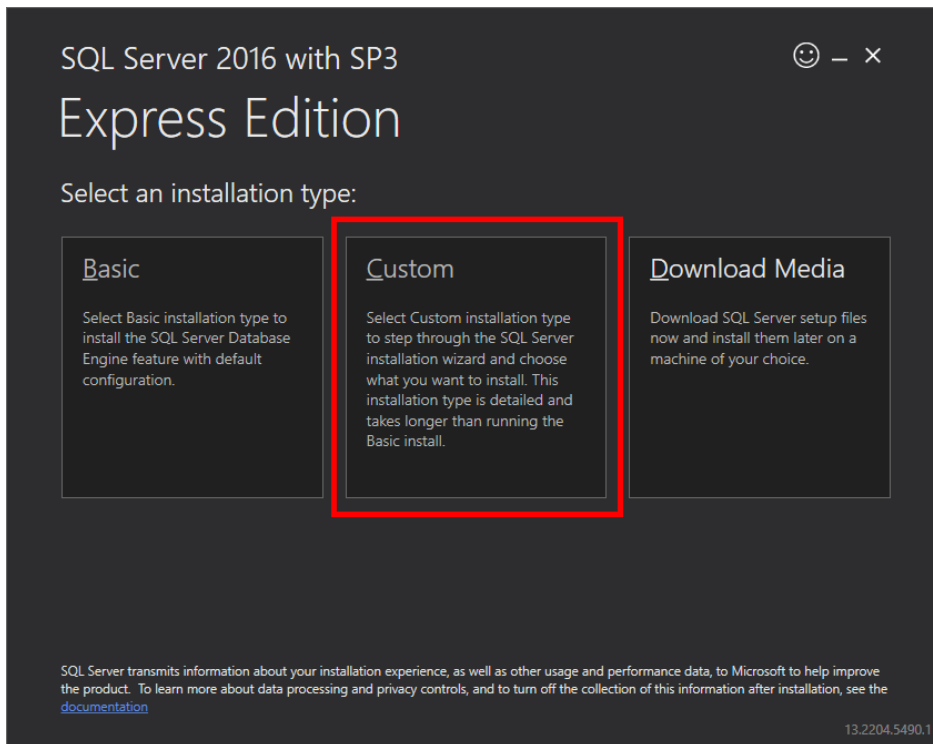 SQL Server 2016 with SP3
Express Edition
Select an installation type:
Basic
Select Basic installation type to
install the SQL Server Database
Engine feature with default
configuration.
Custom
Select Custom installation type
to step through the SQL Server
installation wizard and choose
what you want to install. This
installation type is detailed and
takes longer than running the
Basic install.
Download Media
Download SQL Server setup files
now and install them later on a
machine of your choice.
SQL Server transmits information about your installation experience, as well as other usage and performance data, to Microsoft to help improve
the product.  To learn more about data processing and privacy controls, and to turn off the collection of this information after installation, see the
documentation
13.2204.5490.1